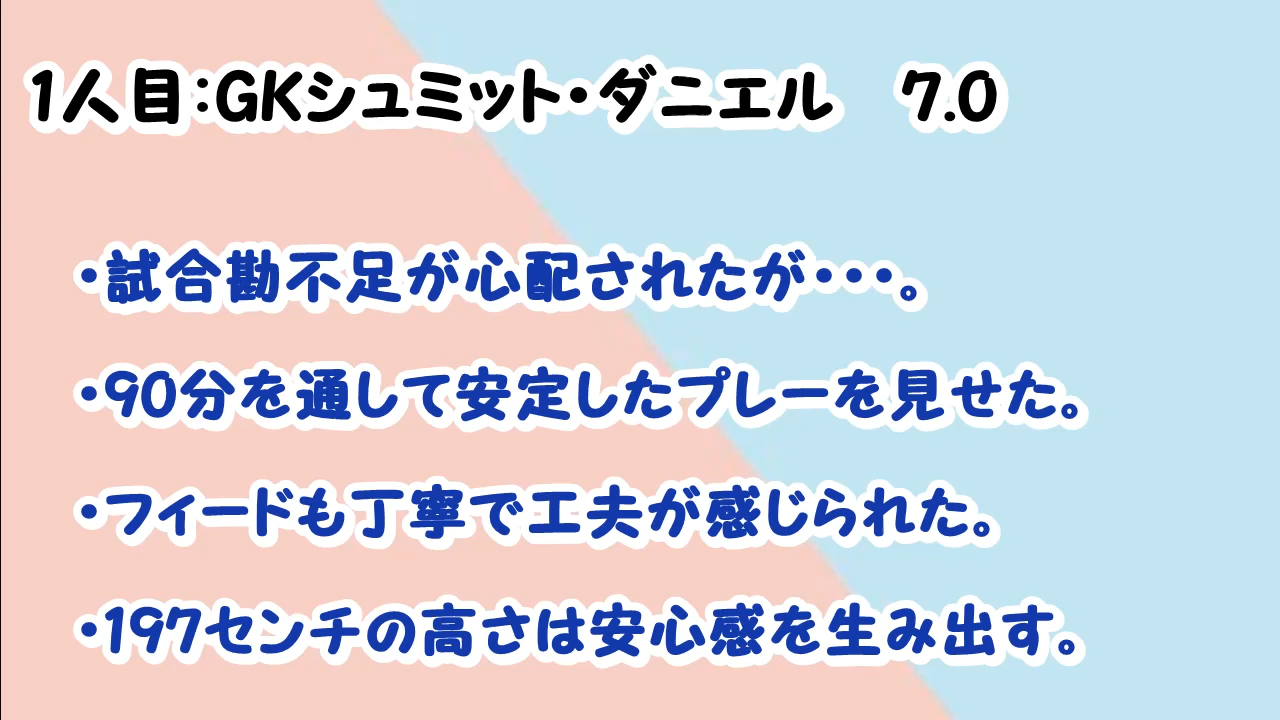 1人目:GKシュミット・ダニエル　7.0
・試合勘不足が心配されたが・・・。
・90分を通して安定したプレーを見せた。
・フィードも丁寧で工夫が感じられた。
・197センチの高さは安心感を生み出す。